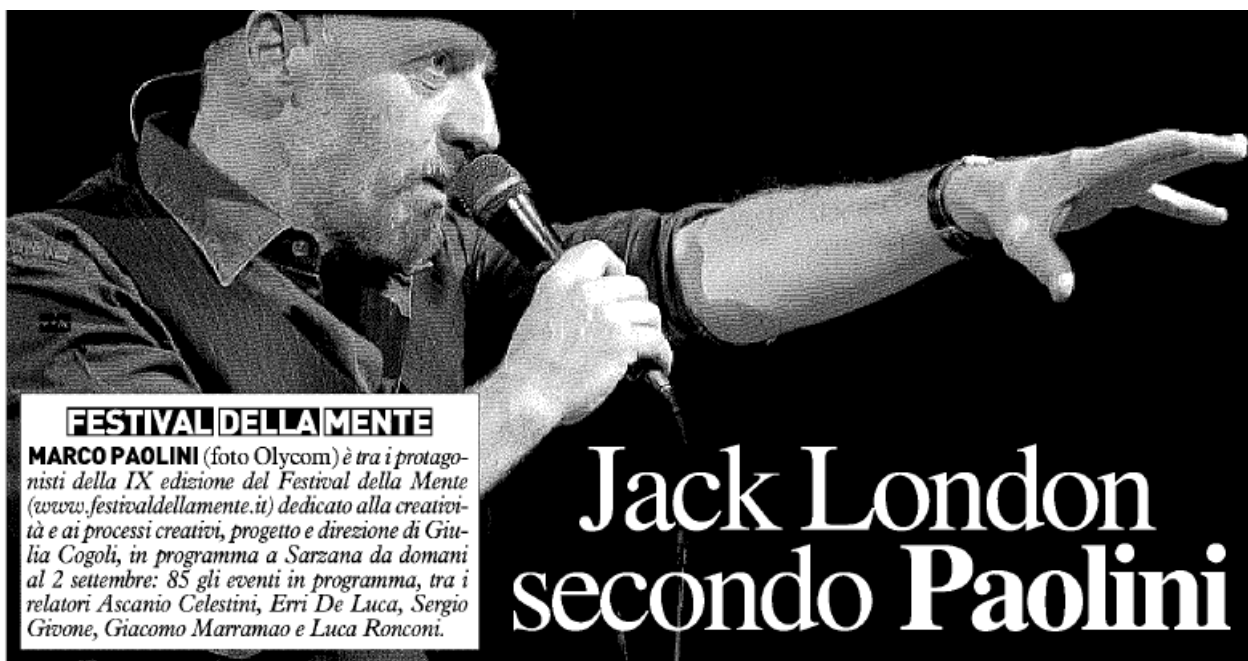 FESTIVAL DELLA MENTE
MARCO PAOLINI (foto Olycom) è tra i protago-
nisti della IX edizione del Festival della Mente
(www.festivaldellamente.it) dedicato alla creativi-
tà e ai processi creativi, progetto e direzione di Giu-
lia Cogoli, in programma a Sarzana da domani
al 2 settembre: 85 gli eventi in programma, tra i
relatori Ascanio Celestini, Erri De Luca, Sergio
Givone, Giacomo Marramao e Luca Ronconi.
Jack London
secondo Paolini